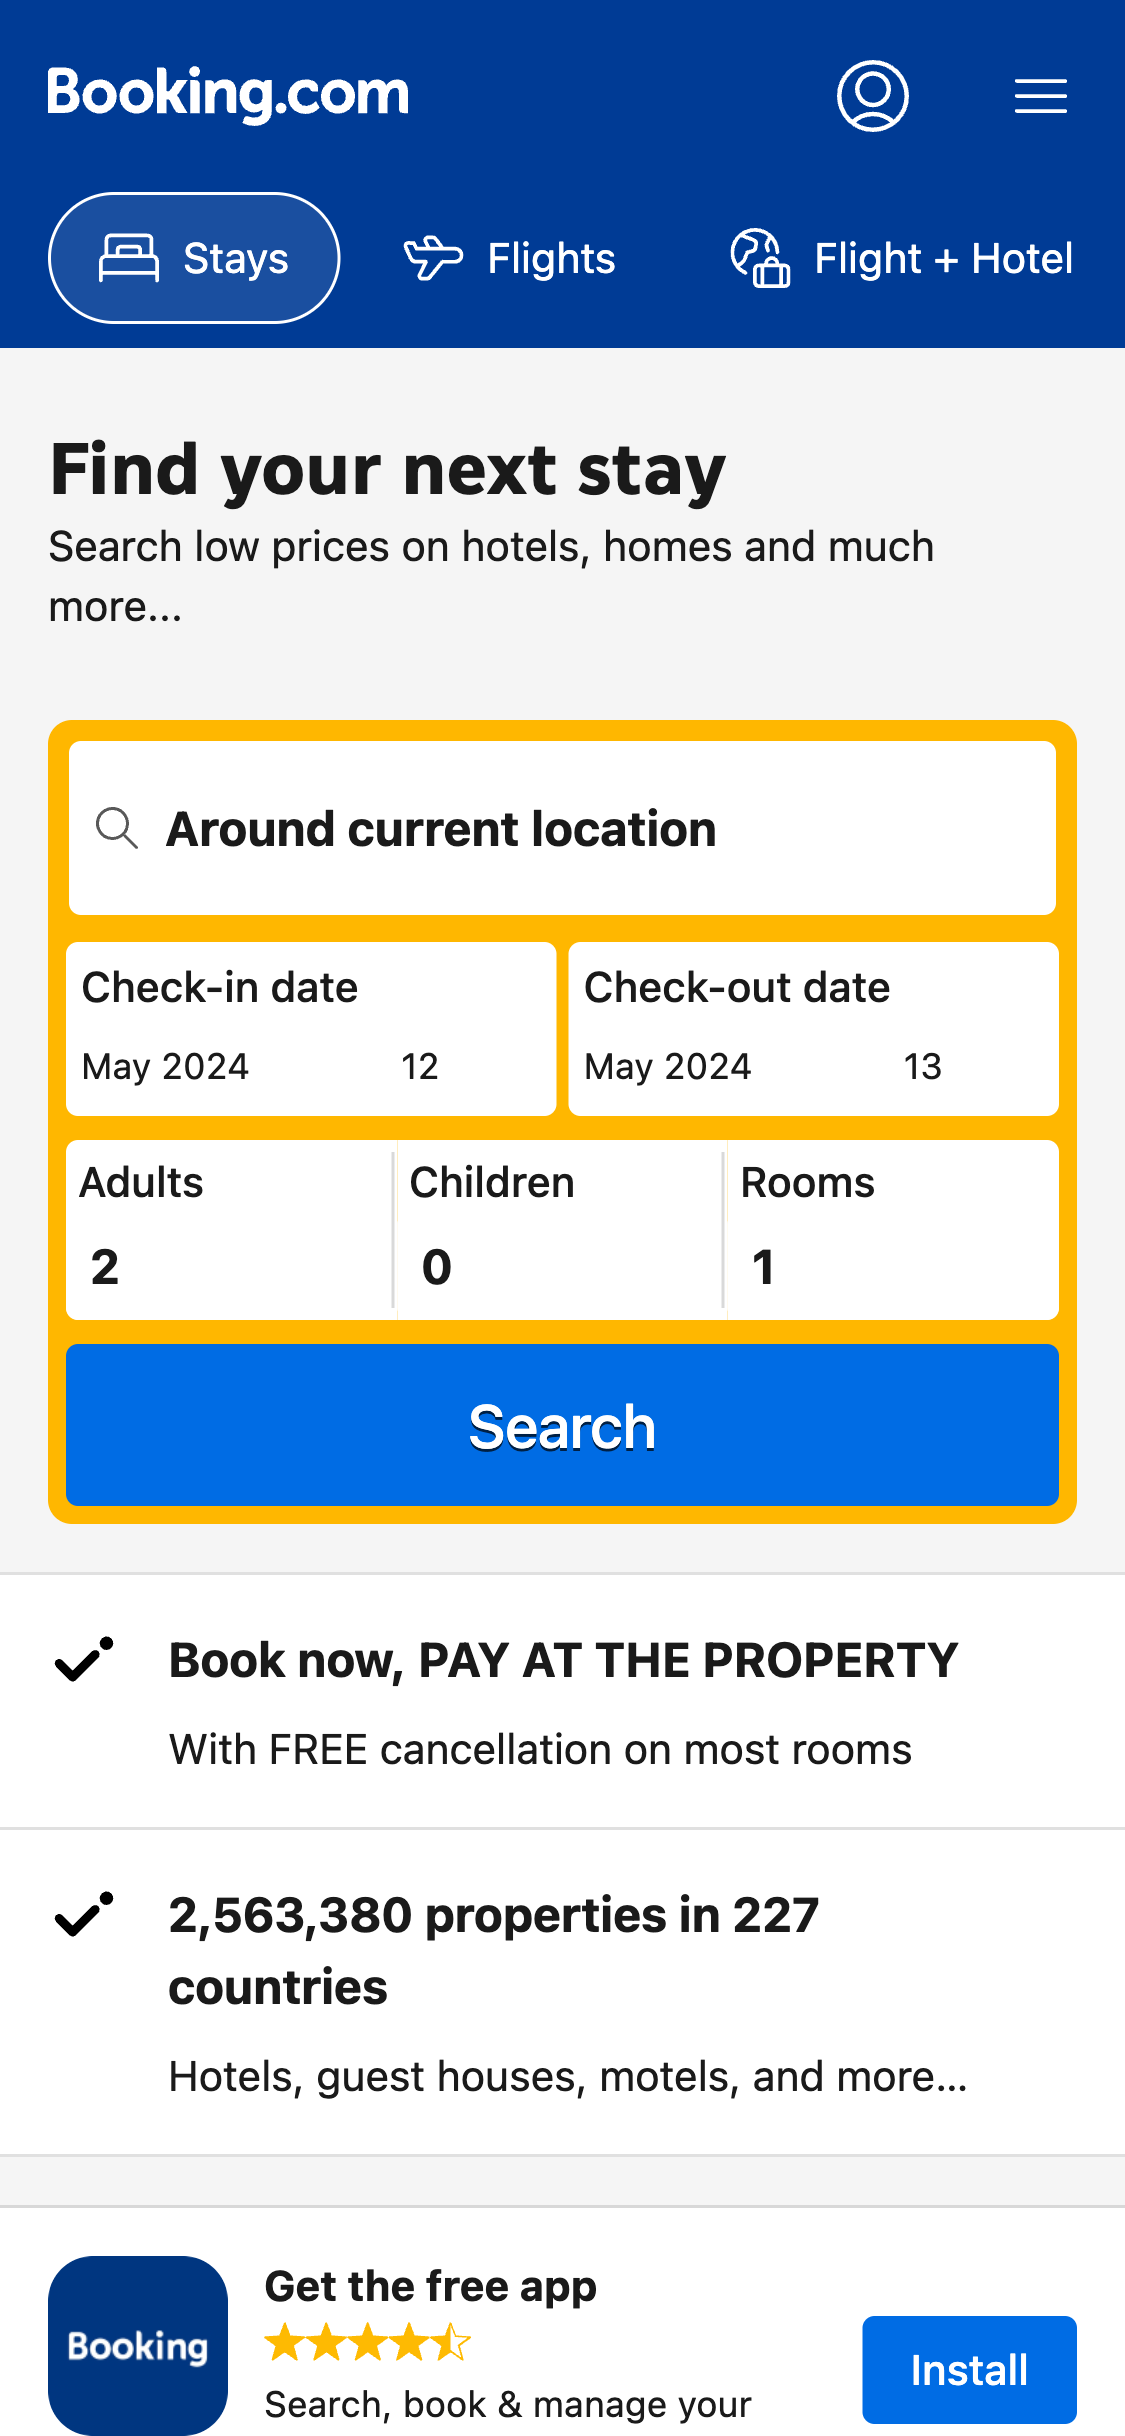 Booking.com
Stays
Flights
Flight + Hotel
Find your next stay
Search low prices on hotels, homes and much
more...
Around current location
Check-in date
Check-out date
May 2024 12
May 2024 13
Adults
Children
Rooms
2
0
1
Search
Book now, PAY AT THE PROPERTY
With FREE cancellation on most rooms
2,563,380 properties in 227
countries
Hotels, guest houses, motels, and more...
Booking
Get the free app
Search, book & manage your
Install